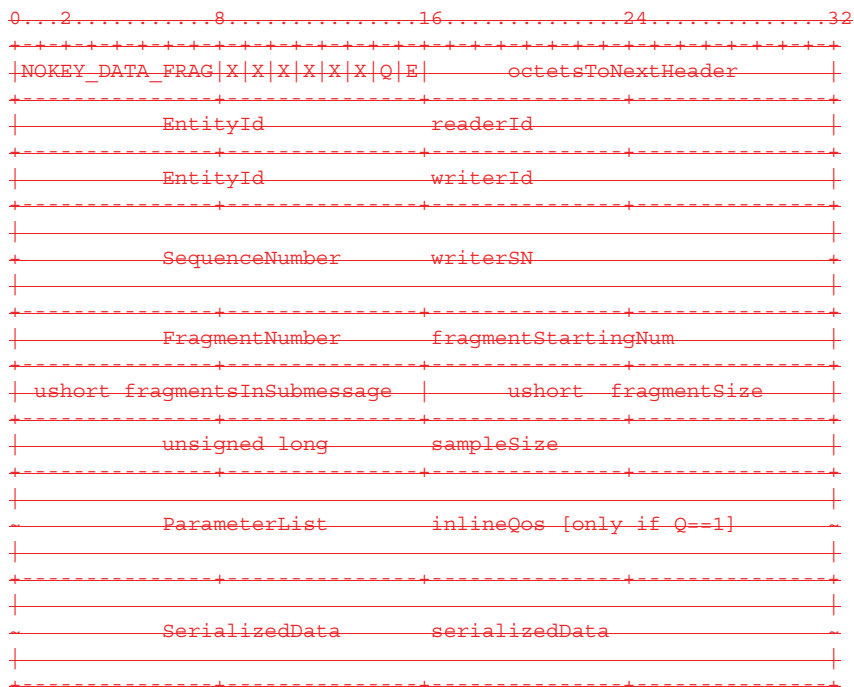 0...2...........8...............16..............24..............32
+-+-+-+-+-+-+-+-+-+-+-+-+-+-+-+-+-+-+-+-+-+-+-+-+-+-+-+-+-+-+-+-+
|NOKEY_DATA_FRAG|X|X|X|X|X|X|Q|E|      octetsToNextHeader       |
+---------------+---------------+---------------+---------------+
|           EntityId             readerId                       |
+---------------+---------------+---------------+---------------+
|           EntityId             writerId                       |
+---------------+---------------+---------------+---------------+
|                                                               |
+           SequenceNumber       writerSN                       +
|                                                               |
+---------------+---------------+---------------+---------------+
|           FragmentNumber       fragmentStartingNum            |
+---------------+---------------+---------------+---------------+
| ushort fragmentsInSubmessage  |      ushort  fragmentSize     |
+---------------+---------------+---------------+---------------+
|           unsigned long        sampleSize                     |
+---------------+---------------+---------------+---------------+
|                                                               |
~           ParameterList        inlineQos [only if Q==1]       ~
|                                                               |
+---------------+---------------+---------------+---------------+
|                                                               |
~           SerializedData       serializedData                 ~
|                                                               |
+---------------+---------------+---------------+---------------+